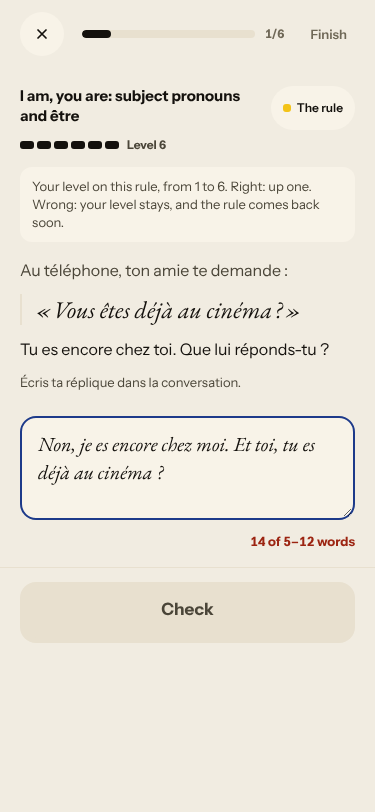 ✕ 1/6 Finish
I am, you are: subject pronouns
and être
The rule
Level 6
Your level on this rule, from 1 to 6. Right: up one.
Wrong: your level stays, and the rule comes back
soon.
Au téléphone, ton amie te demande :
« Vous êtes déjà au cinéma ? »
Tu es encore chez toi. Que lui réponds-tu ?
Écris ta réplique dans la conversation.
Non, je es encore chez moi. Et toi, tu es
déjà au cinéma ?
14 of 5–12 words
Check